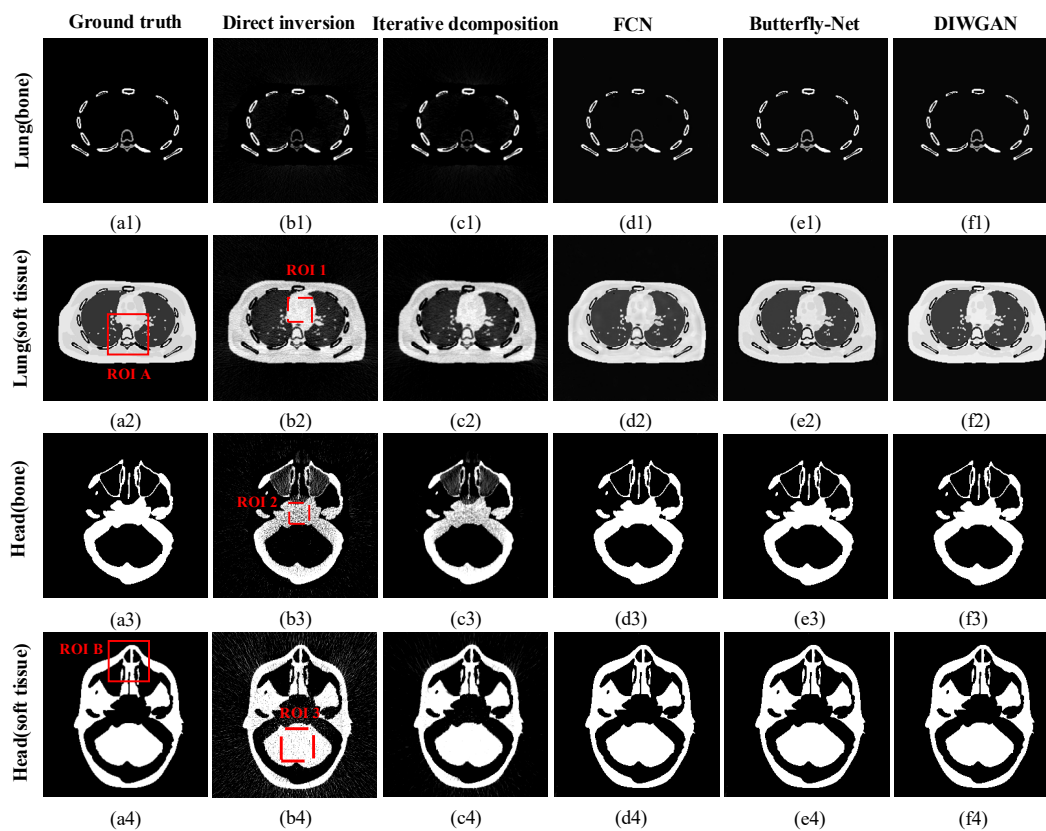 Ground truth Direct inversion Iterative dcomposition FCN Butterfly-Net DIWGAN
Lung(bone)
(a1) (b1) (c1) (d1) (e1) (f1)
Lung(soft tissue)
ROI 1
ROI A
(a2) (b2) (c2) (d2) (e2) (f2)
Head(bone)
ROI 2
(a3) (b3) (c3) (d3) (e3) (f3)
Head(soft tissue)
ROI B
ROI 3
(a4) (b4) (c4) (d4) (e4) (f4)